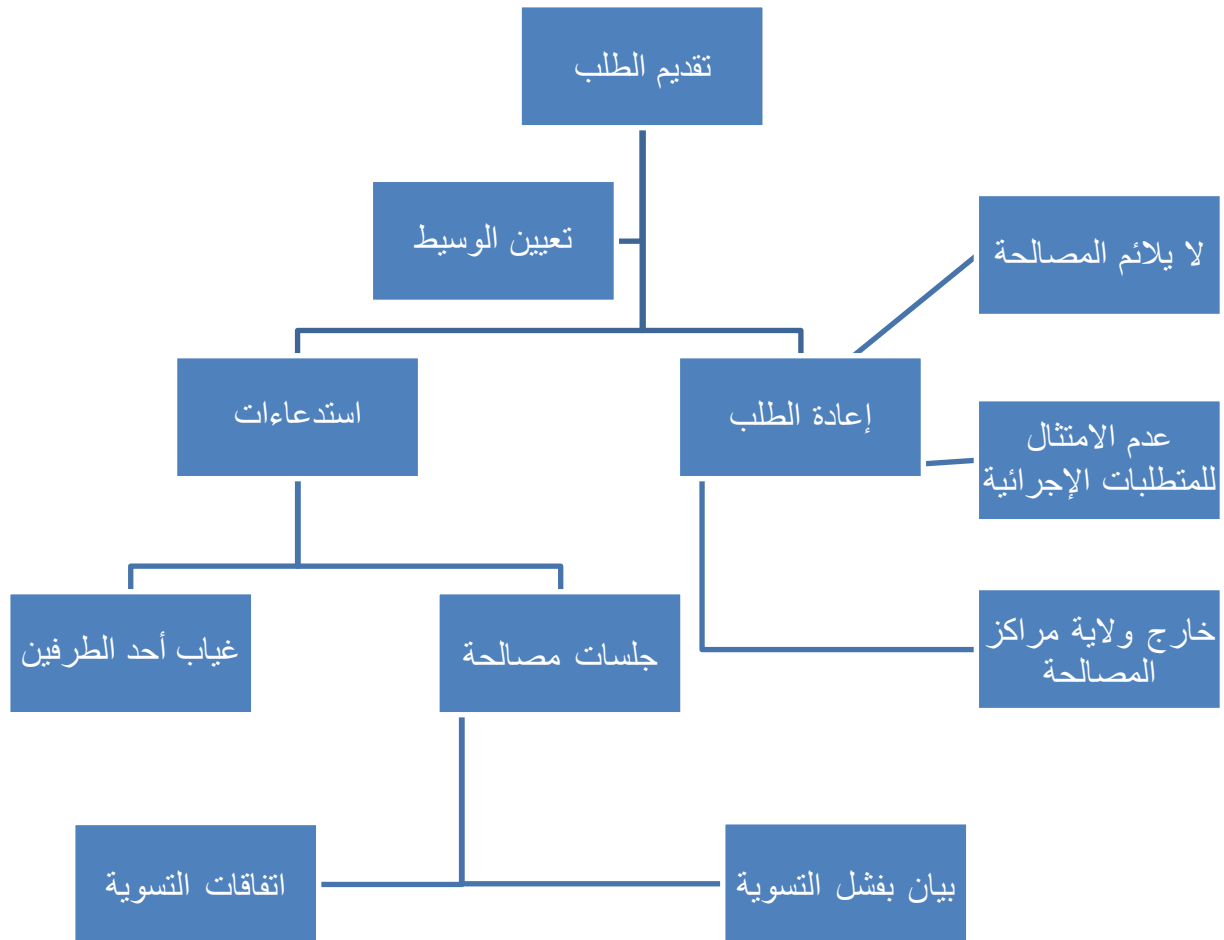 تقديم الطلب
تعيين الوسيط
لا يلائم المصالحة
استدعاءات
إعادة الطلب
عدم الامتثال
للمتطلبات الإجرائية
غياب أحد الطرفين
جلسات مصالحة
خارج ولاية مراكز
المصالحة
اتفاقات التسوية
بيان بفشل التسوية